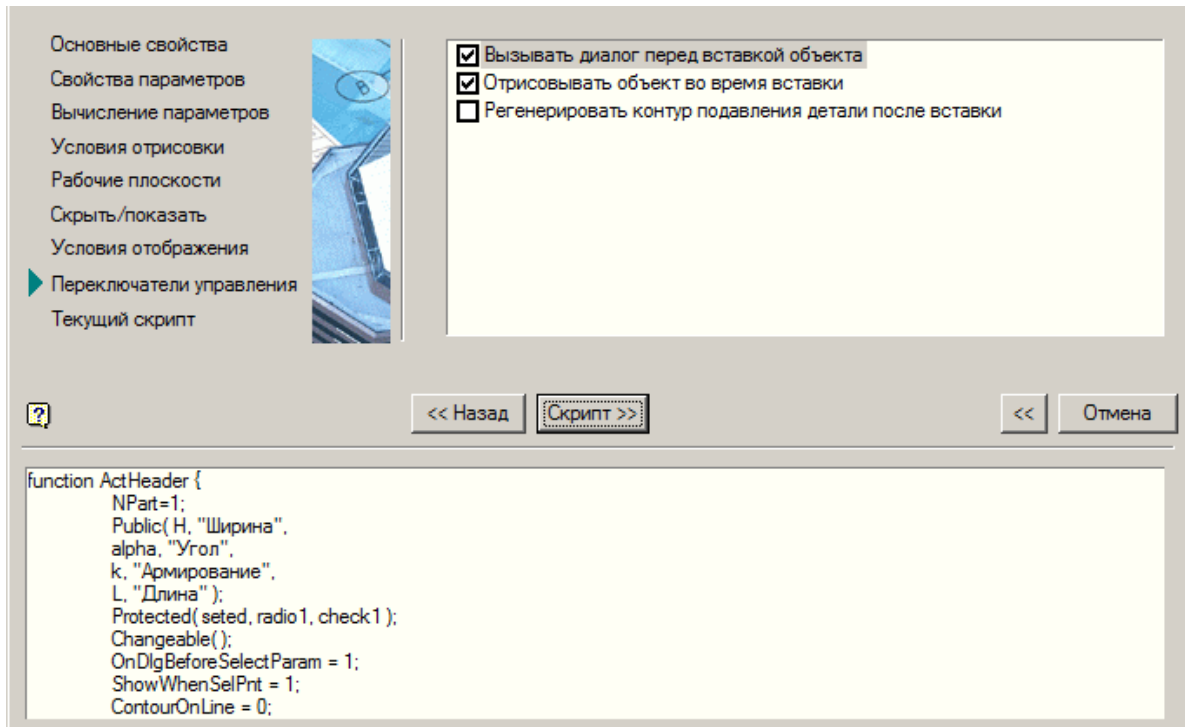 Основные свойства
Свойства параметров
Вычисление параметров
Условия отрисовки
Рабочие плоскости
Скрыть/показать
Условия отображения
Переключатели управления
Текущий скрипт
B
Вызывать диалог перед вставкой объекта
Отрисовывать объект во время вставки
Регенерировать контур подавления детали после вставки
?
<< Назад
Скрипт >>
<<
Отмена
function ActHeader {
NPart=1;
Public( H, "Ширина",
alpha, "Угол",
k, "Армирование",
L, "Длина" );
Protected( seted, radio1, check1 );
Changeable( );
OnDlgBeforeSelectParam = 1;
ShowWhenSelPnt = 1;
ContourOnLine = 0;